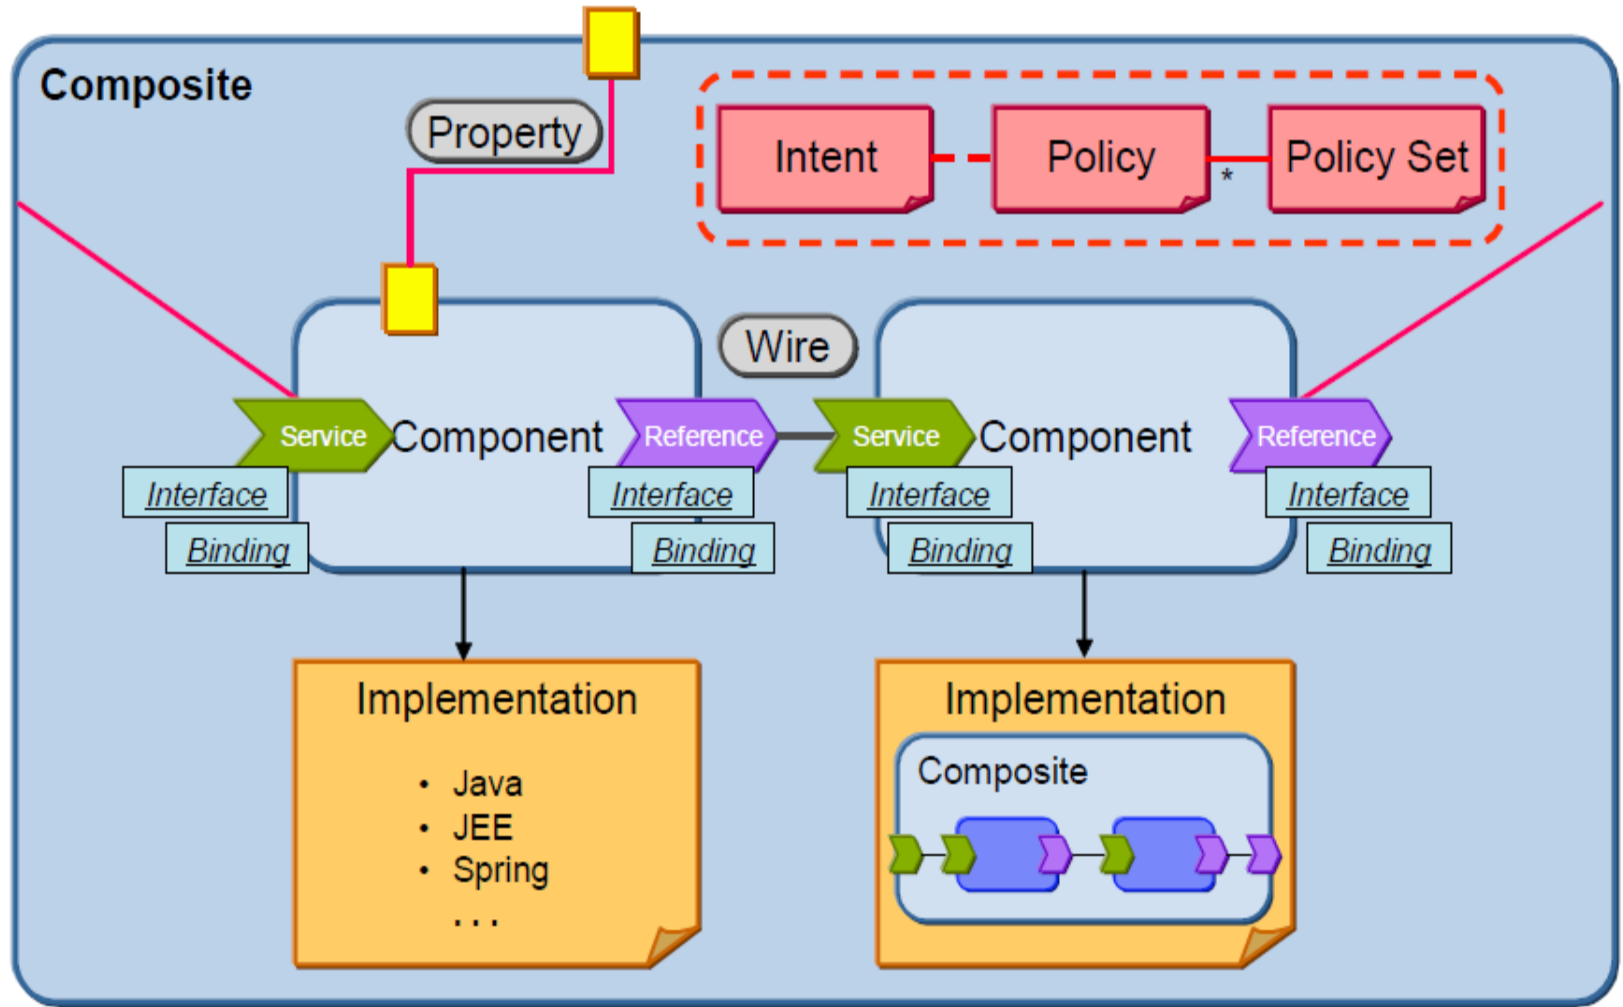 Composite
Property
Intent
Policy
*
Policy Set
Wire
Service
Component
Reference
Service
Component
Reference
Interface
Interface
Interface
Interface
Binding
Binding
Binding
Binding
Implementation
• Java
• JEE
• Spring
. . .
Implementation
Composite